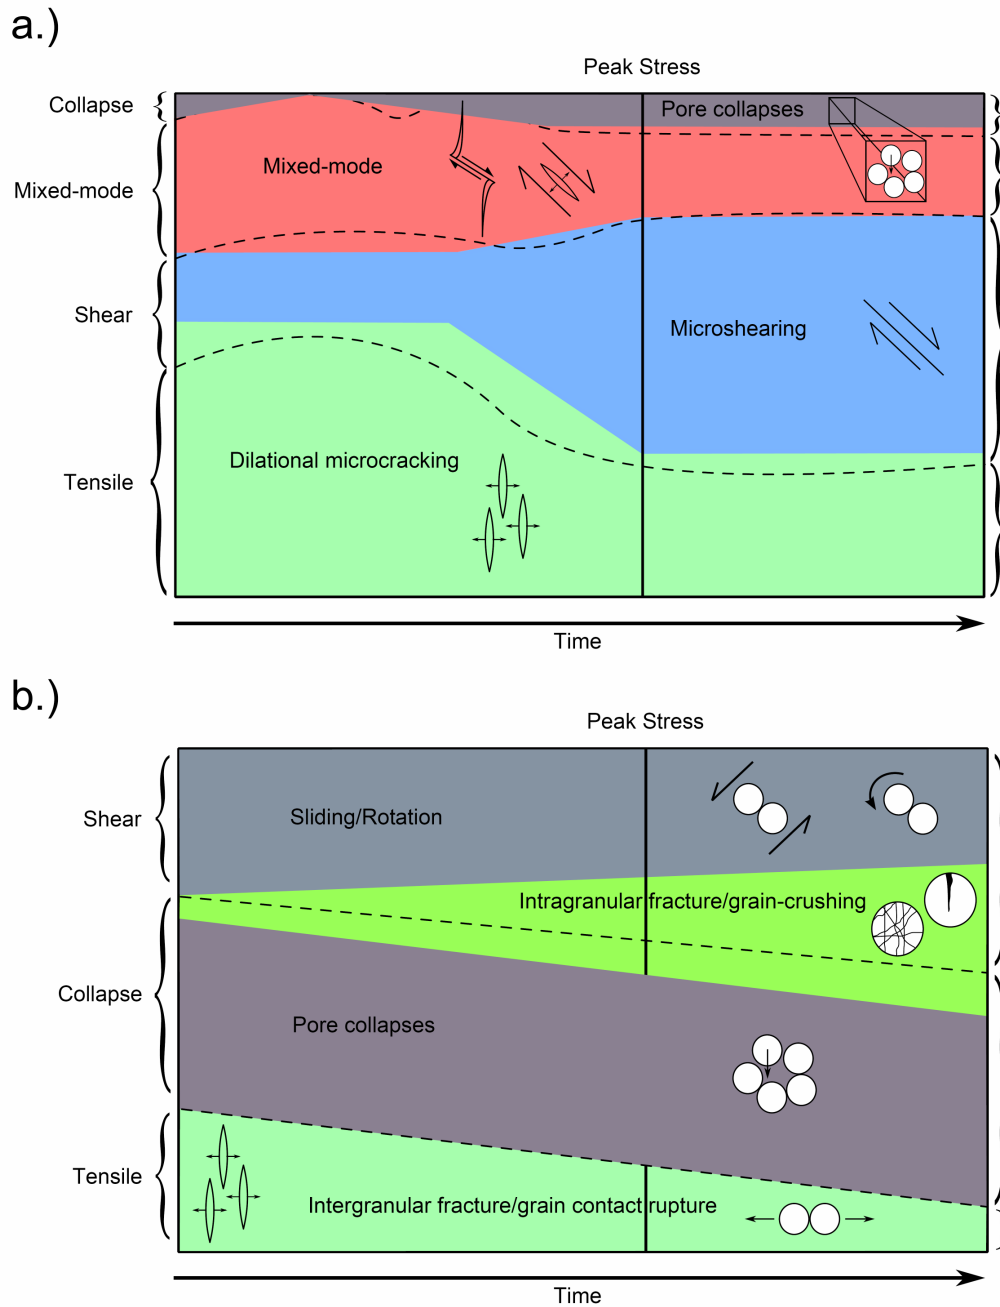 a.)
Peak Stress
Collapse
Pore collapses
Mixed-mode
Mixed-mode
Shear
Microshearing
Dilational microcracking
Tensile
Time
b.)
Peak Stress
Shear
Sliding/Rotation
Intragranular fracture/grain-crushing
Collapse
Pore collapses
Tensile
Intergranular fracture/grain contact rupture
Time